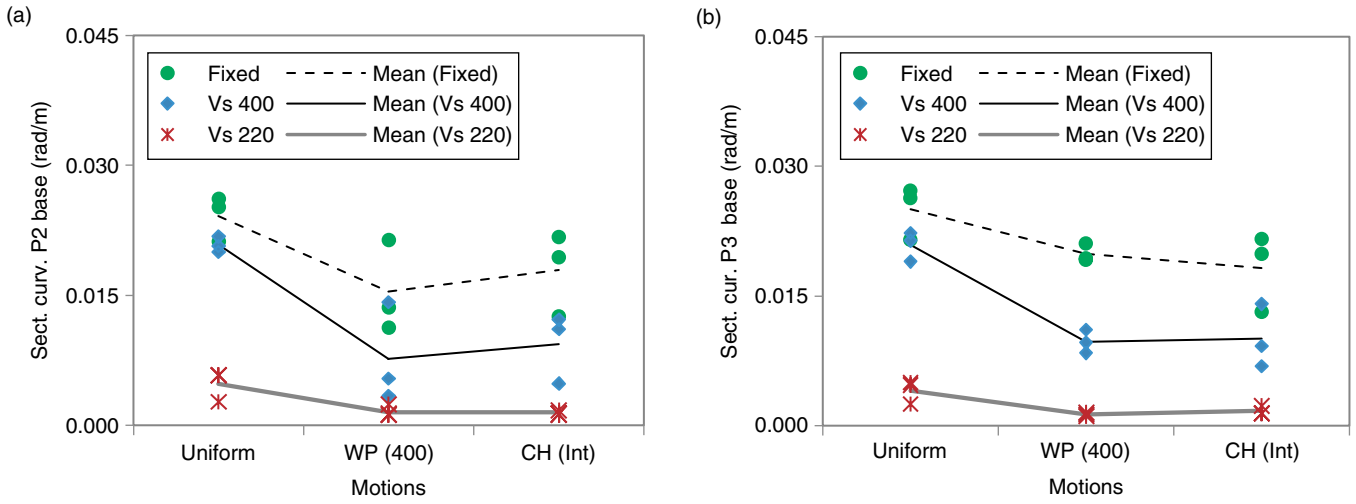 (a)
Sect. curv. P2 base (rad/m)
0.045
0.030
0.015
0.000
Fixed
Mean (Fixed)
Vs 400
Mean (Vs 400)
Vs 220
Mean (Vs 220)
Uniform
WP (400)
CH (Int)
Motions
(b)
Sect. cur. P3 base (rad/m)
0.045
0.030
0.015
0.000
Fixed
Mean (Fixed)
Vs 400
Mean (Vs 400)
Vs 220
Mean (Vs 220)
Uniform
WP (400)
CH (Int)
Motions